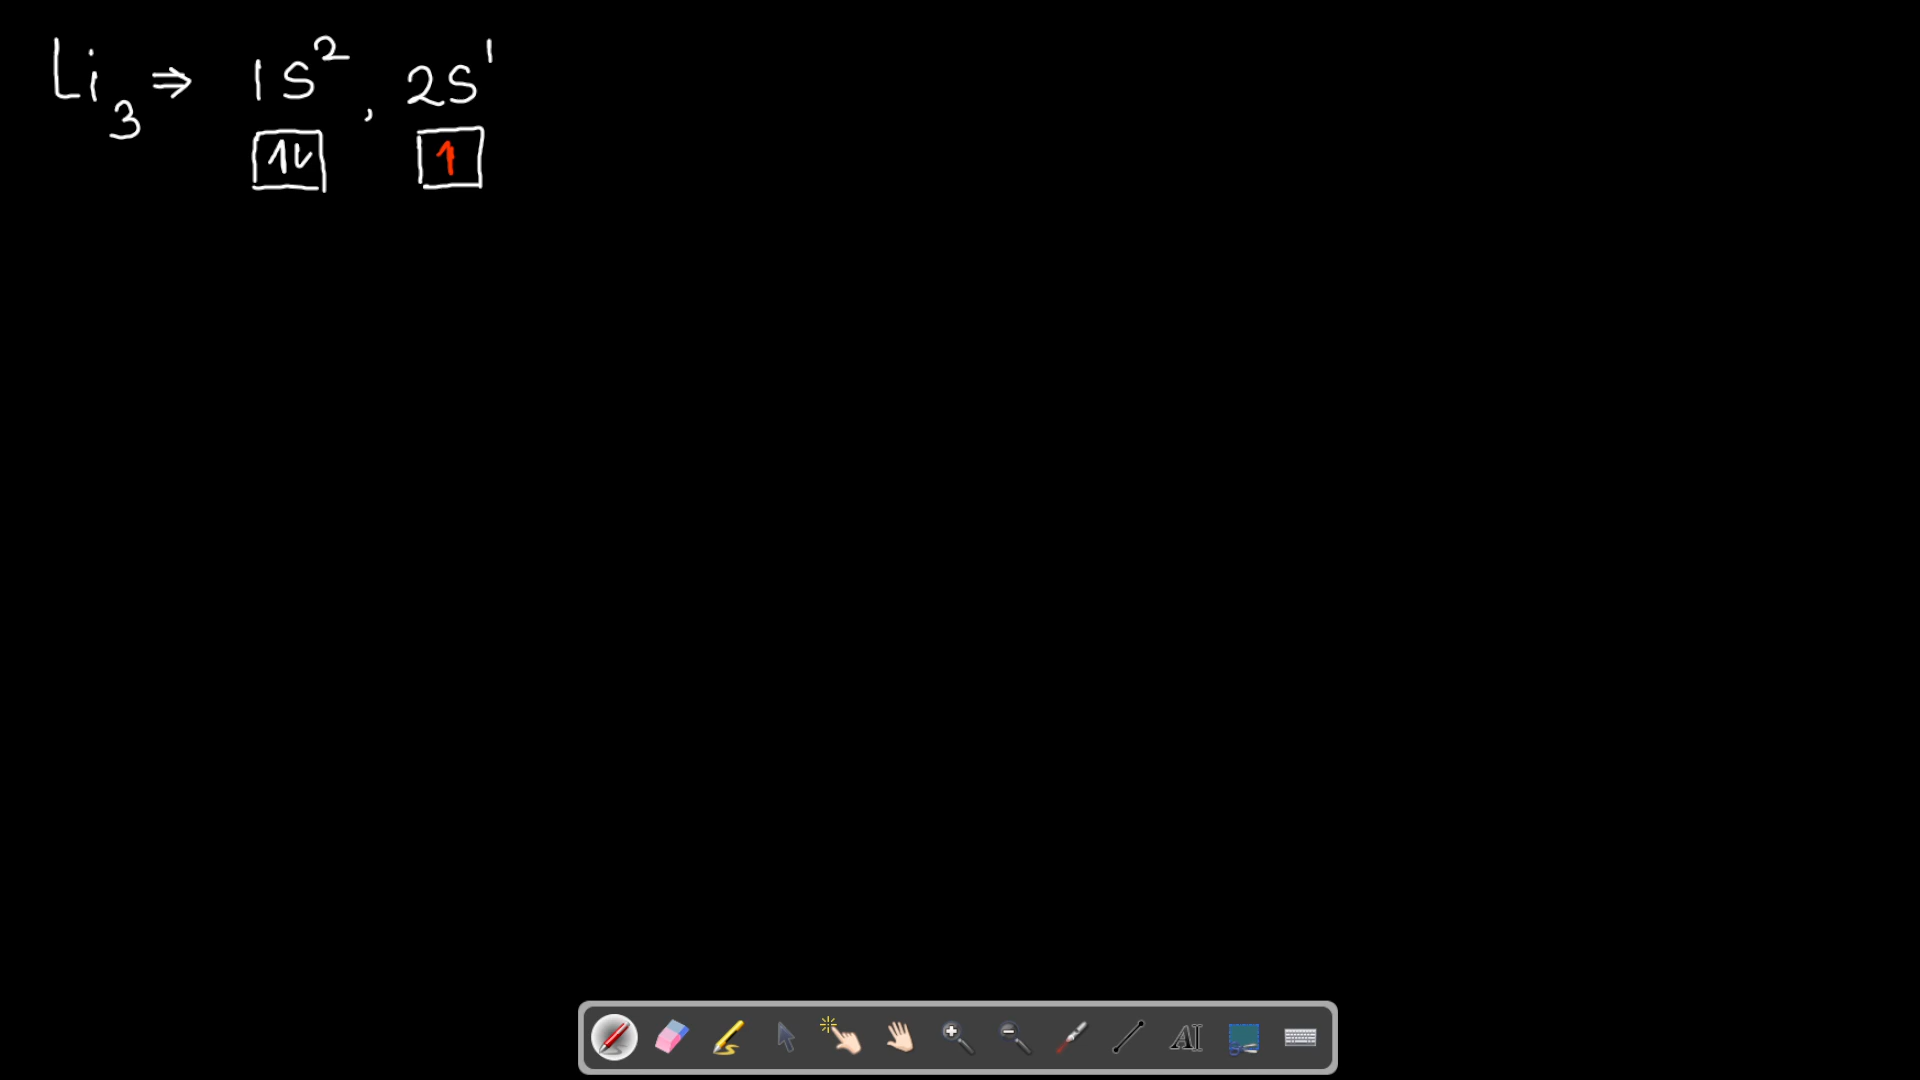 Li₃ ⇒ 1s², 2s¹
↑↓ ↑